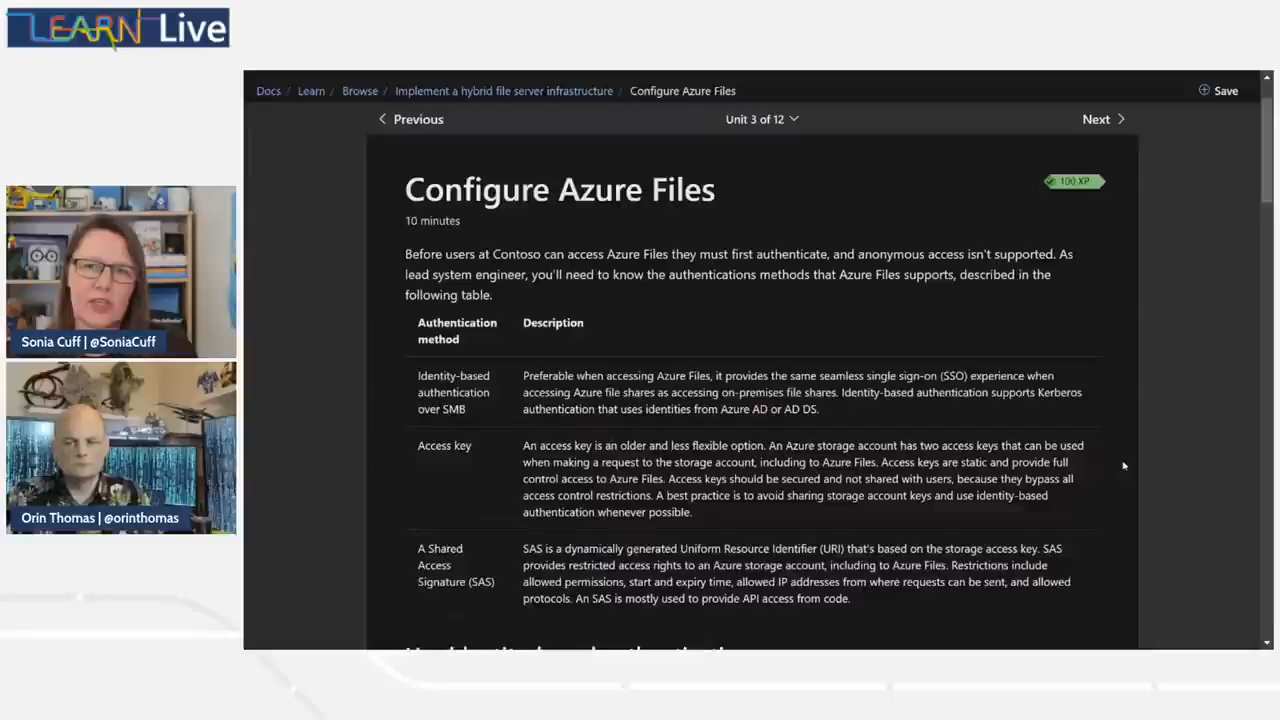 LEARN Live
Docs / Learn / Browse / Implement a hybrid file server infrastructure / Configure Azure Files
Save
Previous
Unit 3 of 12
Next
Configure Azure Files
100 XP
10 minutes
Before users at Contoso can access Azure Files they must first authenticate, and anonymous access isn't supported. As
lead system engineer, you'll need to know the authentications methods that Azure Files supports, described in the
following table.
Authentication
method
Description
Identity-based
authentication
over SMB
Preferable when accessing Azure Files, it provides the same seamless single sign-on (SSO) experience when
accessing Azure file shares as accessing on-premises file shares. Identity-based authentication supports Kerberos
authentication that uses identities from Azure AD or AD DS.
Access key
An access key is an older and less flexible option. An Azure storage account has two access keys that can be used
when making a request to the storage account, including to Azure Files. Access keys are static and provide full
control access to Azure Files. Access keys should be secured and not shared with users, because they bypass all
access control restrictions. A best practice is to avoid sharing storage account keys and use identity-based
authentication whenever possible.
A Shared
Access
Signature (SAS)
SAS is a dynamically generated Uniform Resource Identifier (URI) that's based on the storage access key. SAS
provides restricted access rights to an Azure storage account, including to Azure Files. Restrictions include
allowed permissions, start and expiry time, allowed IP addresses from where requests can be sent, and allowed
protocols. An SAS is mostly used to provide API access from code.
Sonia Cuff | @SoniaCuff
Orin Thomas | @orinthomas